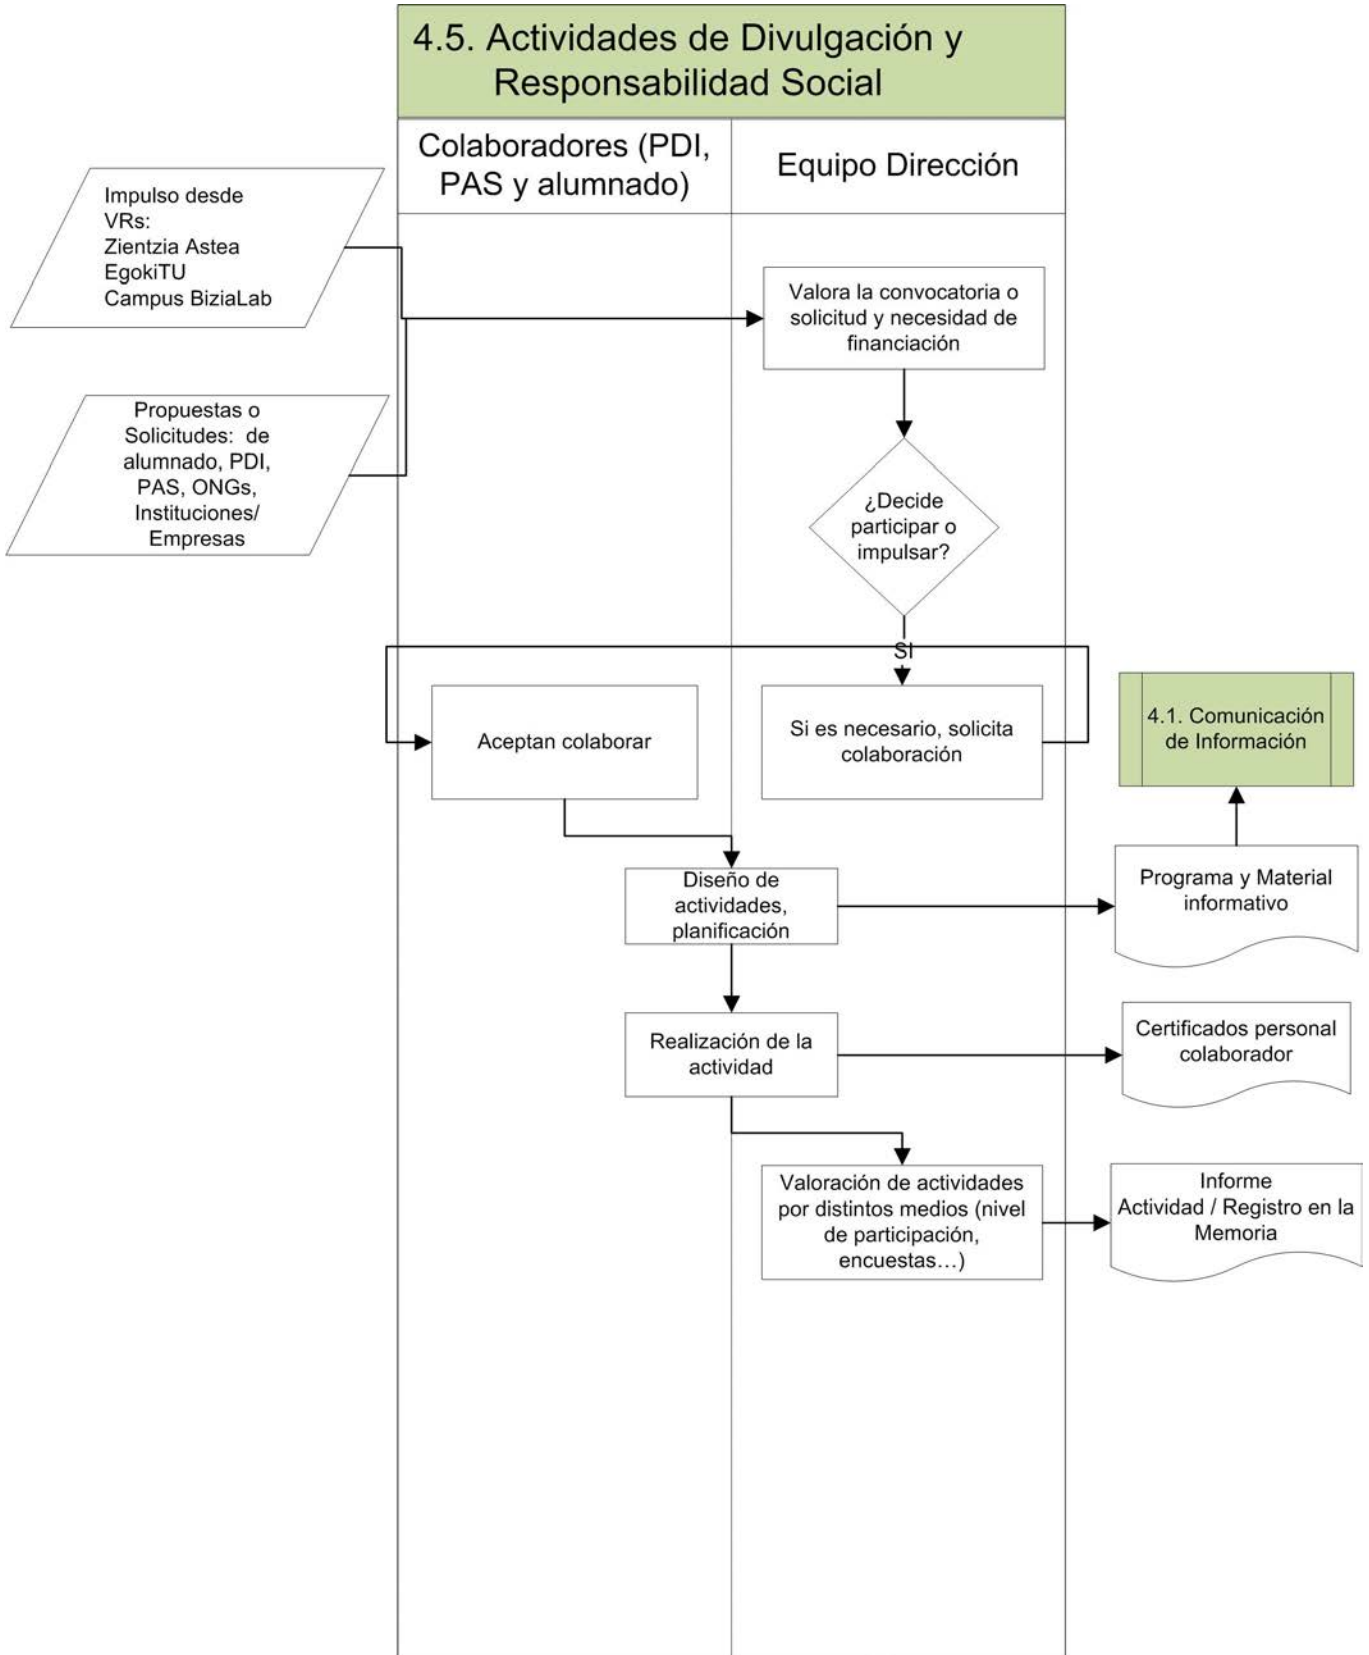 4.5. Actividades de Divulgación y
Responsabilidad Social
Colaboradores (PDI,
PAS y alumnado)
Equipo Dirección
Impulso desde
VRs:
Zientzia Astea
EgokiTU
Campus BiziaLab
Valora la convocatoria o
solicitud y necesidad de
financiación
Propuestas o
Solicitudes: de
alumnado, PDI,
PAS, ONGs,
Instituciones/
Empresas
¿Decide
participar o
impulsar?
SI
Aceptan colaborar
Si es necesario, solicita
colaboración
4.1. Comunicación
de Información
Diseño de
actividades,
planificación
Programa y Material
informativo
Realización de la
actividad
Certificados personal
colaborador
Valoración de actividades
por distintos medios (nivel
de participación,
encuestas…)
Informe
Actividad / Registro en la
Memoria